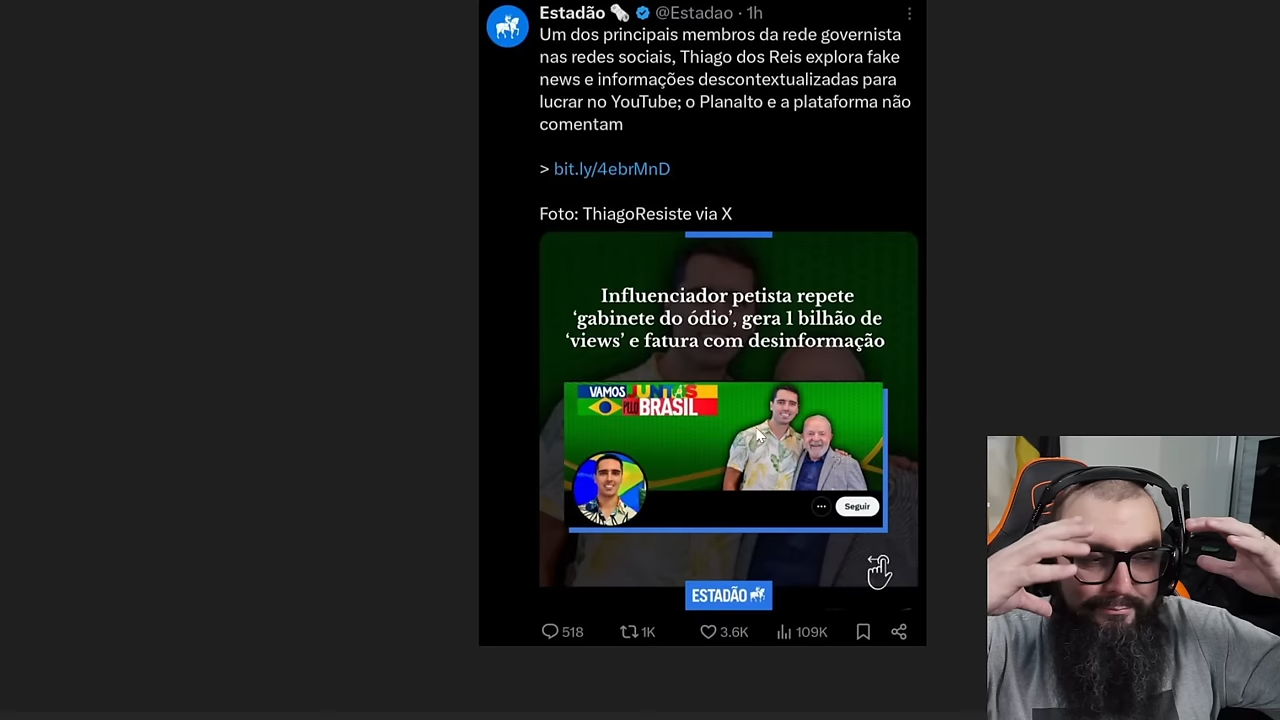 Estadão @Estadao · 1h
Um dos principais membros da rede governista
nas redes sociais, Thiago dos Reis explora fake
news e informações descontextualizadas para
lucrar no YouTube; o Planalto e a plataforma não
comentam
> bit.ly/4ebrMnD
Foto: ThiagoResiste via X
Influenciador petista repete
‘gabinete do ódio’, gera 1 bilhão de
‘views’ e fatura com desinformação
VAMOS JUNTAS
PELO BRASIL
Seguir
ESTADÃO
518 1K 3.6K 109K